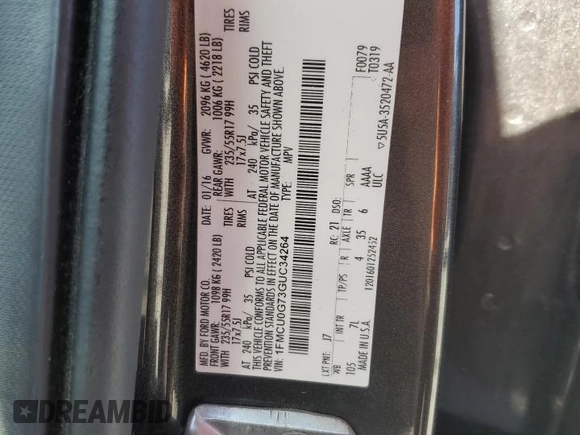 MFD. BY FORD MOTOR CO.
DATE: 01/16 GVWR: 2096 KG ( 4620 LB)
FRONT GAWR: 1098 KG ( 2420 LB) REAR GAWR: 1006 KG ( 2218 LB)
235/55R17 99H TIRES WITH 235/55R17 99H TIRES
17x7.5J RIMS 17x7.5J RIMS
AT 240 kPa/ 35 PSI COLD AT 240 kPa/ 35 PSI COLD
THIS VEHICLE CONFORMS TO ALL APPLICABLE FEDERAL MOTOR VEHICLE SAFETY AND THEFT
PREVENTION STANDARDS IN EFFECT ON THE DATE OF MANUFACTURE SHOWN ABOVE.
VIN: 1FMCU0G73GUC34264
TYPE: MPV
F0079
T0319
EXT PNT: J7 RC: 21 DSO:
WB INT TR TP/PS R AXLE TR SPR
105 7L 4 35 6 AAAA
ULC
MADE IN U.S.A. 1201601252452
▽5U5A-3520472-AA
DREAMBID